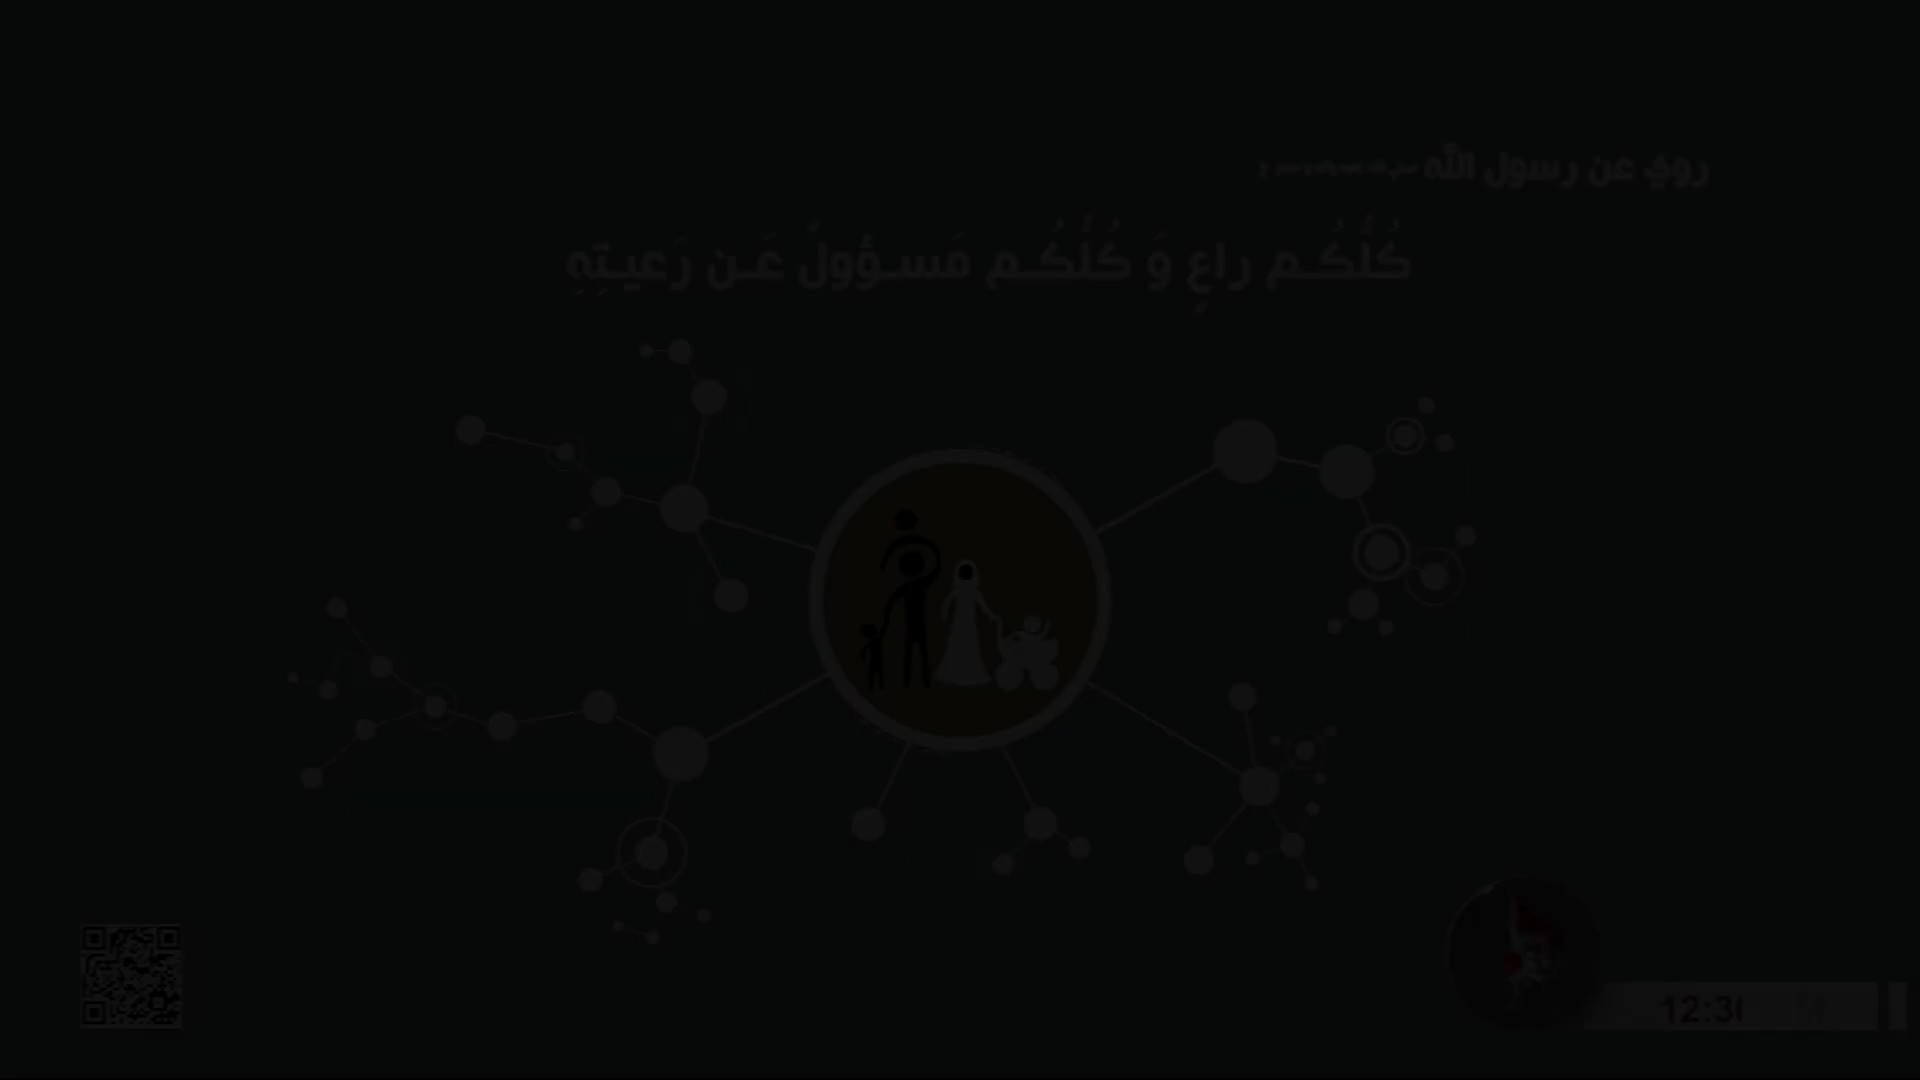 روي عن رسول الله
كُلُّكُم راعٍ وَ كُلُّكُم مَسؤولٌ عَن رَعيتِهِ
12:3